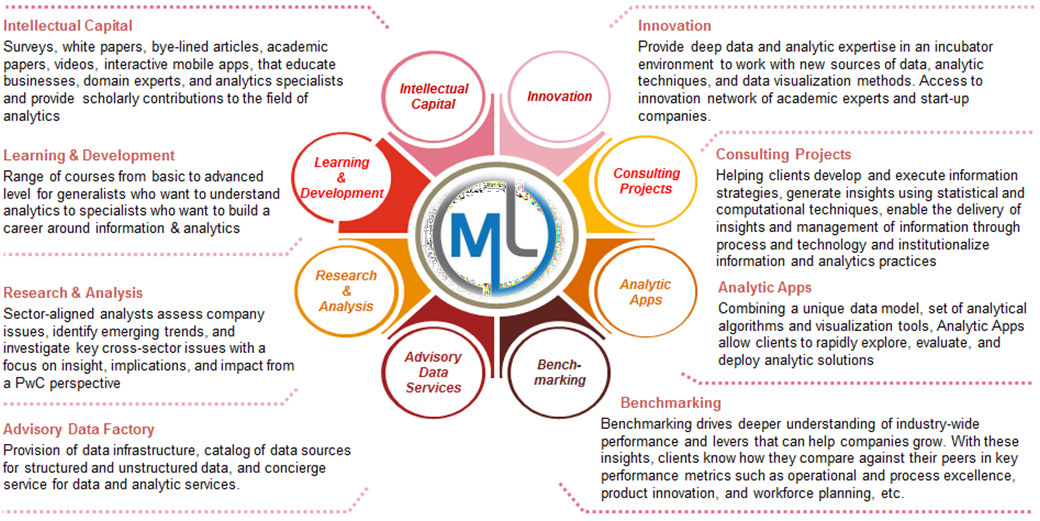 Intellectual Capital
Surveys, white papers, bye-lined articles, academic
papers, videos, interactive mobile apps, that educate
businesses, domain experts, and analytics specialists
and provide scholarly contributions to the field of
analytics
Learning & Development
Range of courses from basic to advanced
level for generalists who want to understand
analytics to specialists who want to build a
career around information & analytics
Research & Analysis
Sector-aligned analysts assess company
issues, identify emerging trends, and
investigate key cross-sector issues with a
focus on insight, implications, and impact from
a PwC perspective
Advisory Data Factory
Provision of data infrastructure, catalog of data sources
for structured and unstructured data, and concierge
service for data and analytic services.
Intellectual
Capital
Innovation
Learning
&
Development
Consulting
Projects
ML
Research
&
Analysis
Analytic
Apps
Advisory
Data
Services
Bench-
marking
Innovation
Provide deep data and analytic expertise in an incubator
environment to work with new sources of data, analytic
techniques, and data visualization methods. Access to
innovation network of academic experts and start-up
companies.
Consulting Projects
Helping clients develop and execute information
strategies, generate insights using statistical and
computational techniques, enable the delivery of
insights and management of information through
process and technology and institutionalize
information and analytics practices
Analytic Apps
Combining a unique data model, set of analytical
algorithms and visualization tools, Analytic Apps
allow clients to rapidly explore, evaluate, and
deploy analytic solutions
Benchmarking
Benchmarking drives deeper understanding of industry-wide
performance and levers that can help companies grow. With these
insights, clients know how they compare against their peers in key
performance metrics such as operational and process excellence,
product innovation, and workforce planning, etc.